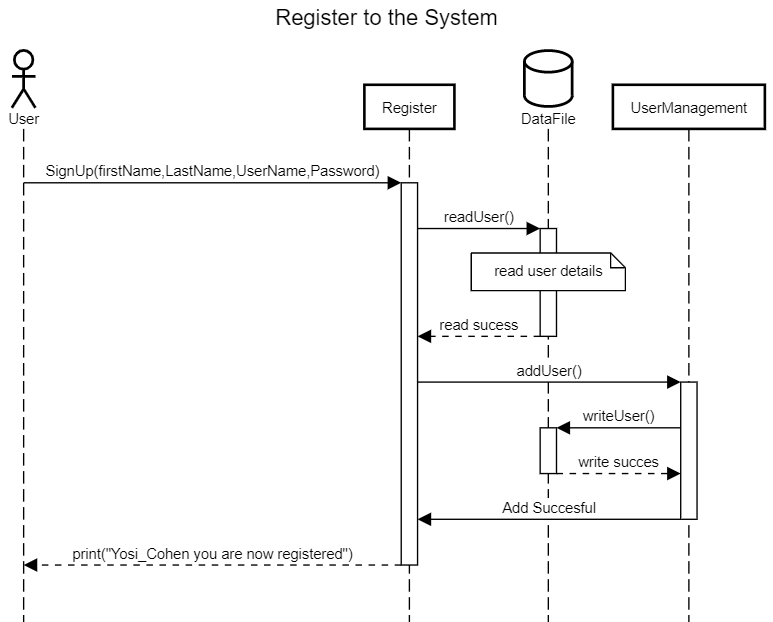 Register to the System
User
Register
DataFile
UserManagement
SignUp(firstName,LastName,UserName,Password)
readUser()
read user details
read sucess
addUser()
writeUser()
write succes
Add Succesful
print("Yosi_Cohen you are now registered")